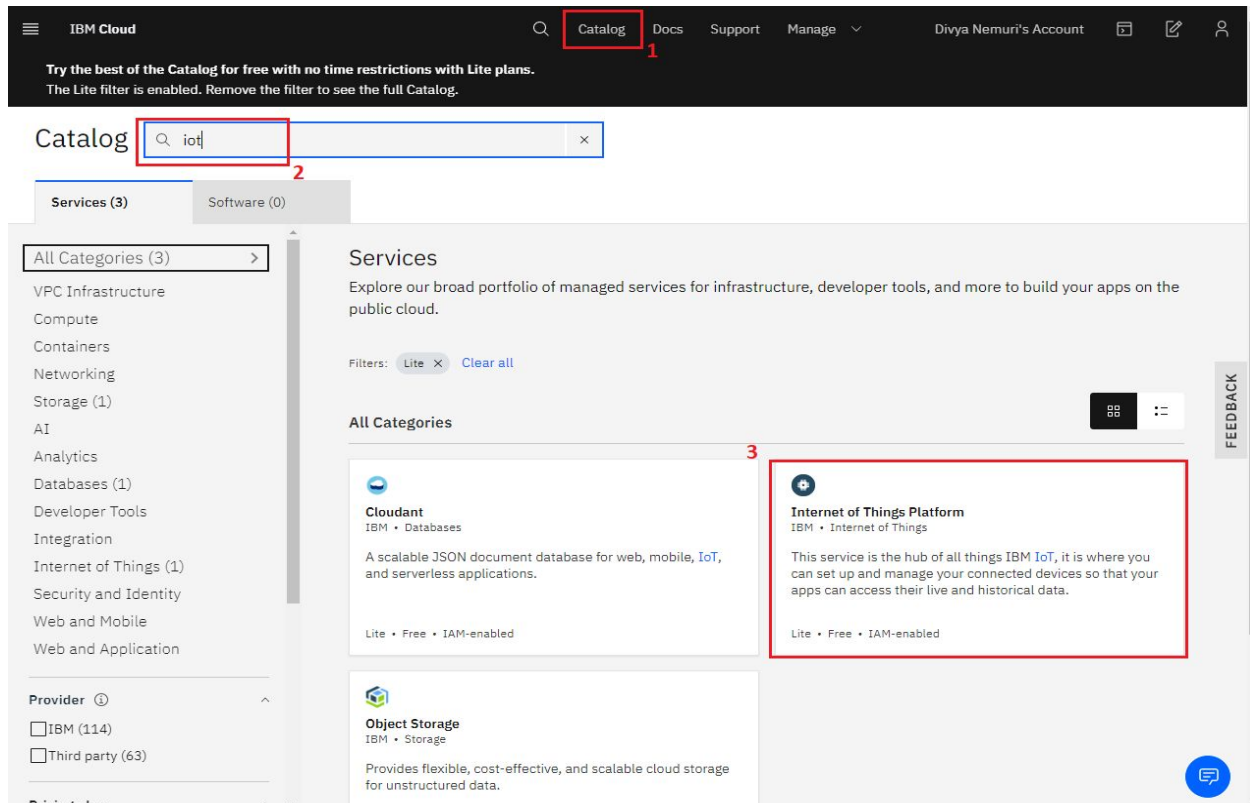 IBM Cloud
Catalog
Docs
Support
Manage
Divya Nemuri's Account
1
Try the best of the Catalog for free with no time restrictions with Lite plans.
The Lite filter is enabled. Remove the filter to see the full Catalog.
Catalog
iot
2
Services (3)
Software (0)
All Categories (3)
VPC Infrastructure
Compute
Containers
Networking
Storage (1)
AI
Analytics
Databases (1)
Developer Tools
Integration
Internet of Things (1)
Security and Identity
Web and Mobile
Web and Application
Provider
IBM (114)
Third party (63)
Services
Explore our broad portfolio of managed services for infrastructure, developer tools, and more to build your apps on the
public cloud.
Filters: Lite × Clear all
All Categories
Cloudant
IBM • Databases
A scalable JSON document database for web, mobile, IoT,
and serverless applications.
Lite • Free • IAM-enabled
3
Internet of Things Platform
IBM • Internet of Things
This service is the hub of all things IBM IoT, it is where you
can set up and manage your connected devices so that your
apps can access their live and historical data.
Lite • Free • IAM-enabled
Object Storage
IBM • Storage
Provides flexible, cost-effective, and scalable cloud storage
for unstructured data.
FEEDBACK